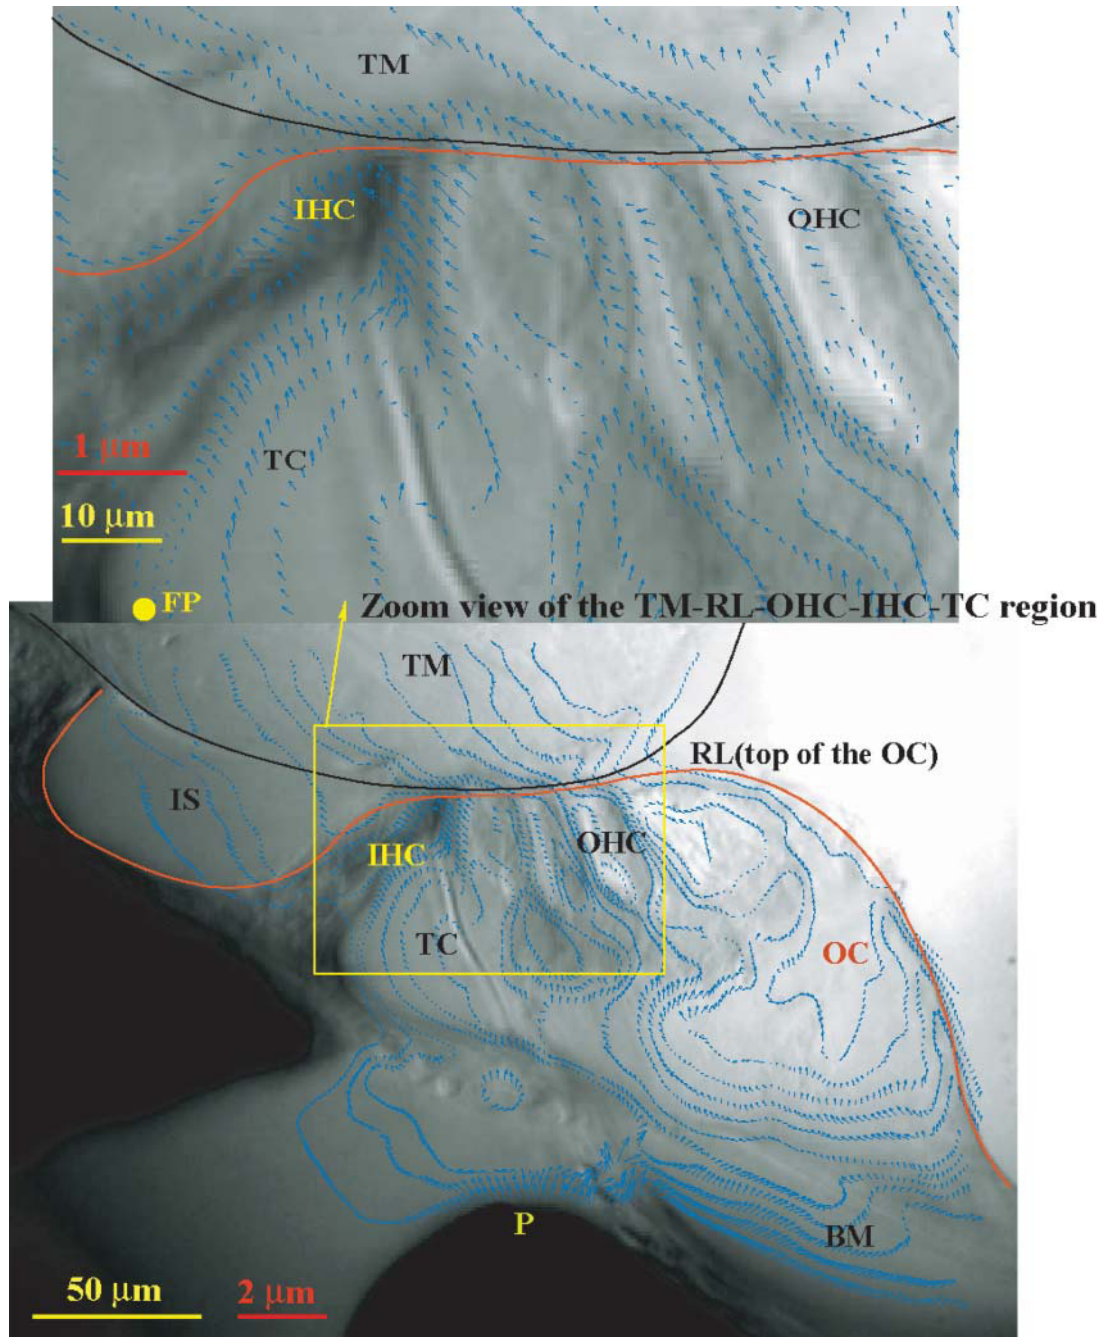 TM
IHC
OHC
1 μm
TC
10 μm
FP
Zoom view of the TM-RL-OHC-IHC-TC region
TM
RL(top of the OC)
IS
IHC
OHC
TC
OC
P
BM
50 μm
2 μm